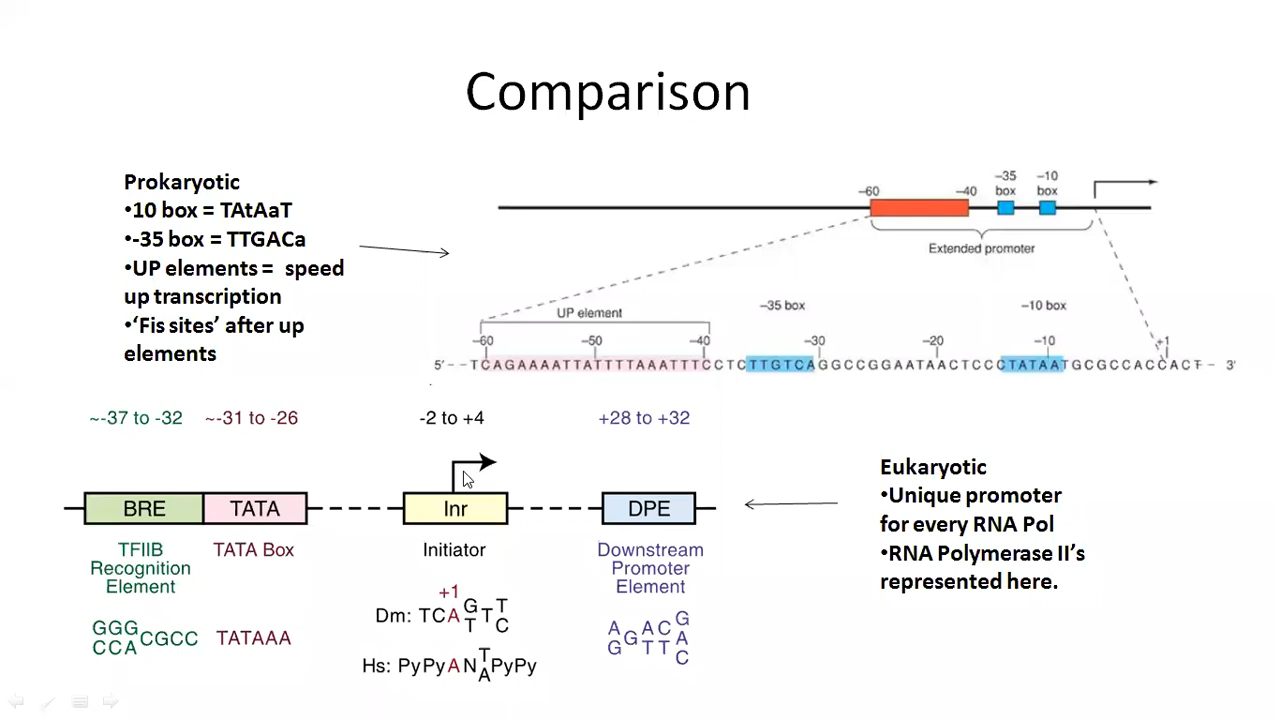 Comparison
Prokaryotic
•10 box = TAtAaT
•-35 box = TTGACa
•UP elements = speed
up transcription
•‘Fis sites’ after up
elements
–60
–40
–35
box
–10
box
Extended promoter
UP element
–35 box
–10 box
–60
–50
–40
–30
–20
–10
+1
5′– –TCAGAAAATTATTTTAAATTTCCTCTTGTCAGGCCGGAATAACTCCCTATAATGCGCCACCACT– – 3′
~-37 to -32
~-31 to -26
-2 to +4
+28 to +32
BRE
TATA
Inr
DPE
TFIIB
Recognition
Element
TATA Box
Initiator
Downstream
Promoter
Element
+1
GGG
CCA
CGCC
TATAAA
G T
Dm: TCA T
T C
T
Hs: PyPyAN PyPy
A
G
A AC
G A
G TT
C
Eukaryotic
•Unique promoter
for every RNA Pol
•RNA Polymerase II’s
represented here.